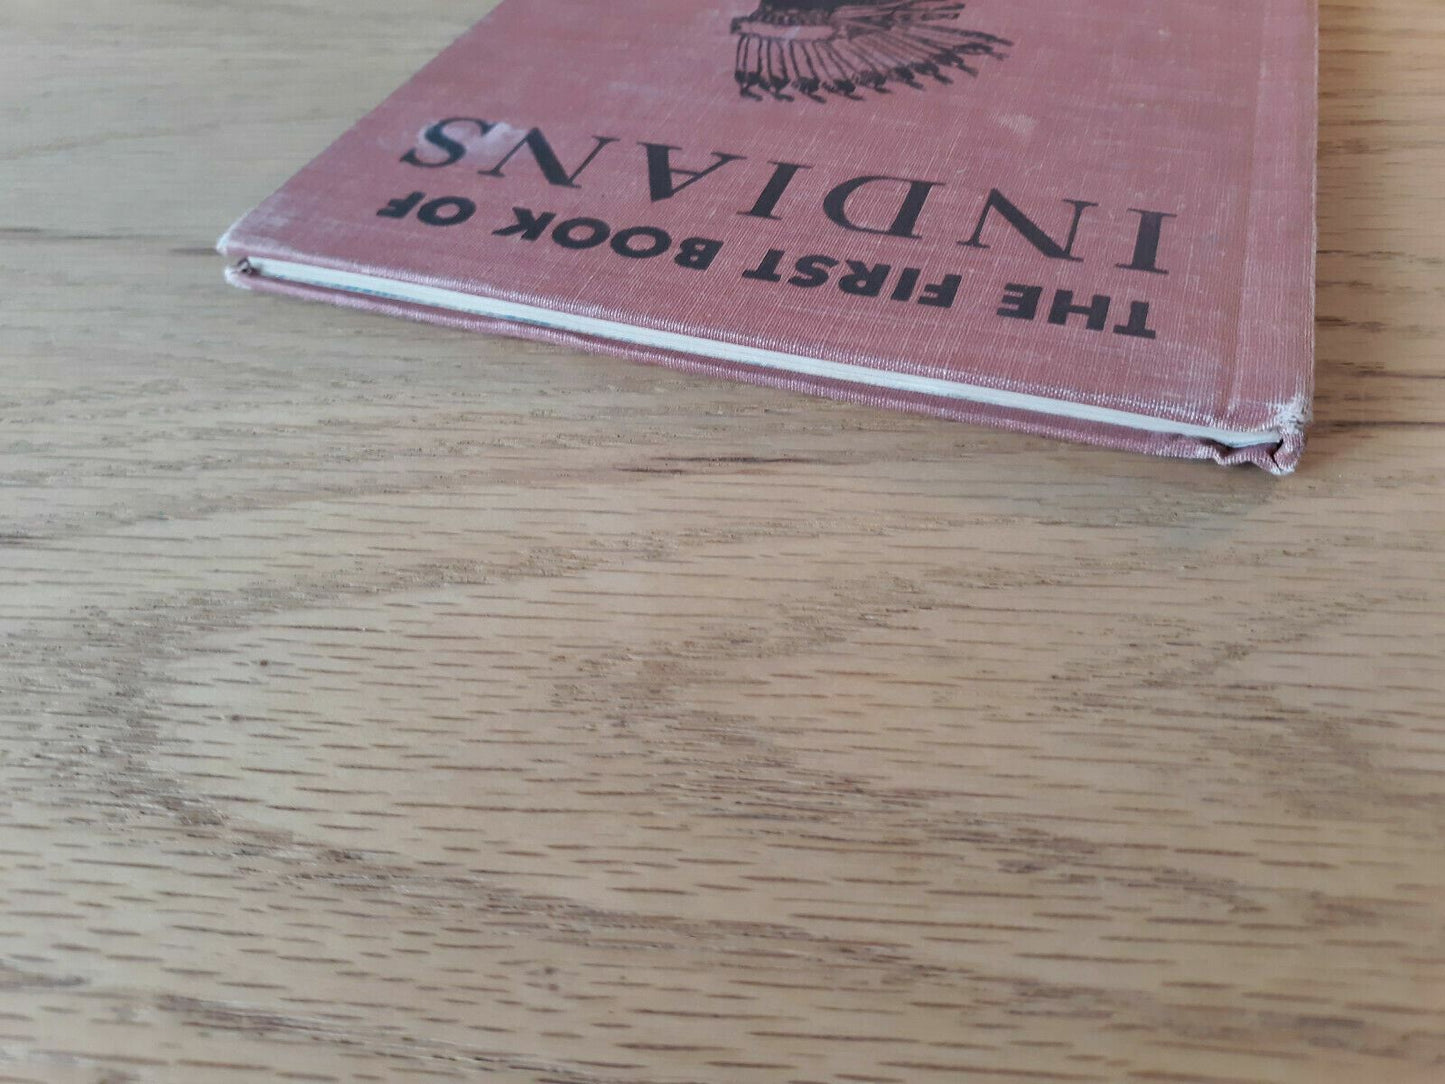 THE FIRST BOOK OF
INDIANS